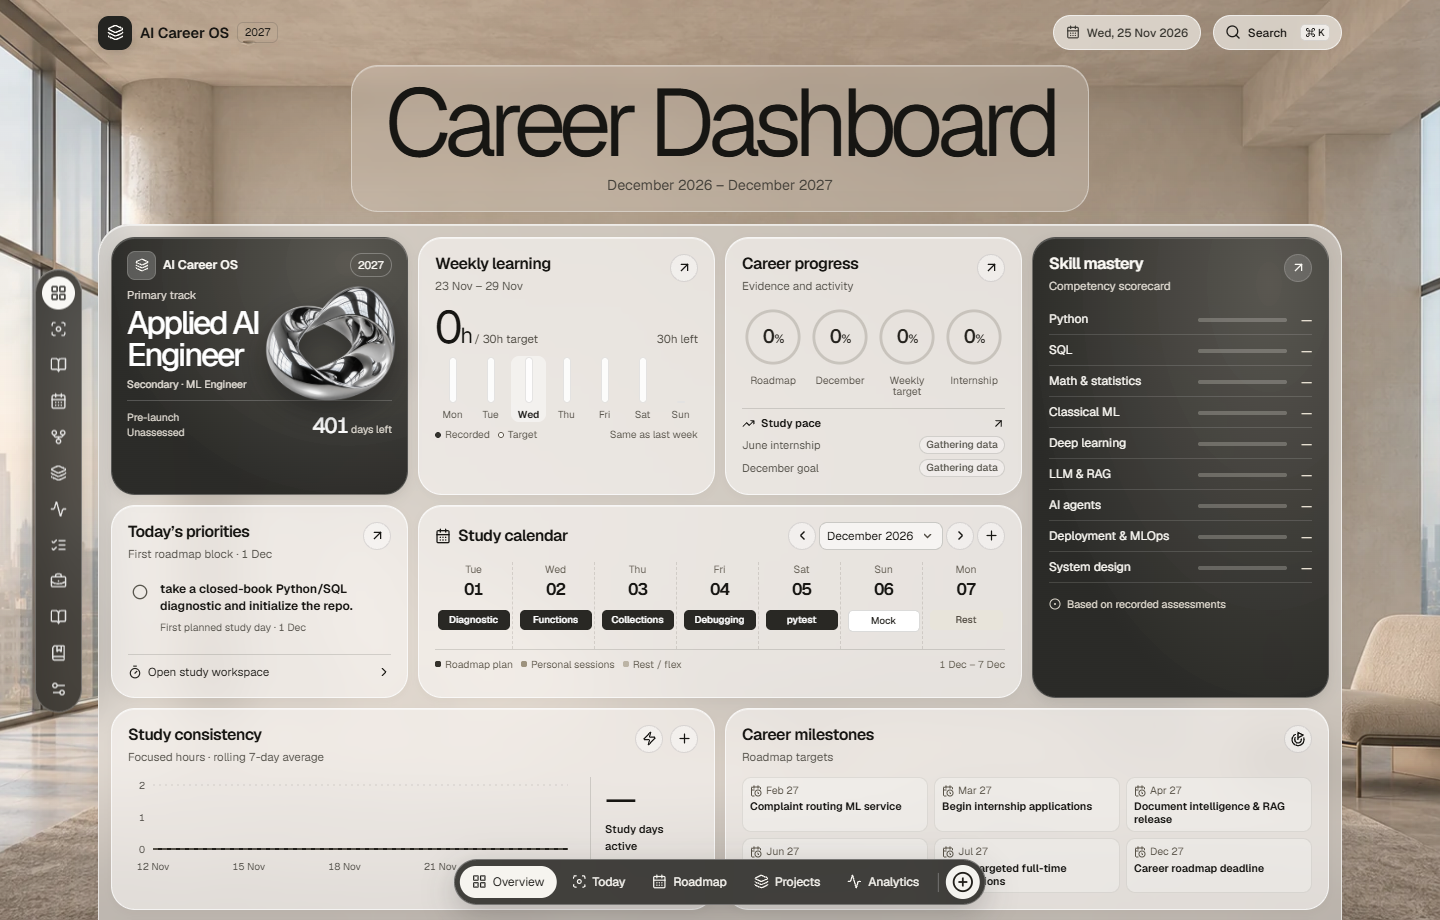 AI Career OS 2027
Wed, 25 Nov 2026
Search ⌘ K
Career Dashboard
December 2026 – December 2027
AI Career OS 2027
Primary track
Applied AI
Engineer
Secondary · ML Engineer
Pre-launch
Unassessed
401 days left
Weekly learning
23 Nov – 29 Nov
0h / 30h target 30h left
Mon Tue Wed Thu Fri Sat Sun
Recorded Target Same as last week
Career progress
Evidence and activity
0% 0% 0% 0%
Roadmap December Weekly target Internship
Study pace
June internship Gathering data
December goal Gathering data
Skill mastery
Competency scorecard
Python —
SQL —
Math & statistics —
Classical ML —
Deep learning —
LLM & RAG —
AI agents —
Deployment & MLOps —
System design —
Based on recorded assessments
Today’s priorities
First roadmap block · 1 Dec
take a closed-book Python/SQL
diagnostic and initialize the repo.
First planned study day · 1 Dec
Open study workspace
Study calendar December 2026
Tue Wed Thu Fri Sat Sun Mon
01 02 03 04 05 06 07
Diagnostic Functions Collections Debugging pytest Mock Rest
Roadmap plan Personal sessions Rest / flex 1 Dec – 7 Dec
Study consistency
Focused hours · rolling 7-day average
2
1
0
12 Nov 15 Nov 18 Nov 21 Nov
—
Study days
active
Career milestones
Roadmap targets
Feb 27
Complaint routing ML service
Mar 27
Begin internship applications
Apr 27
Document intelligence & RAG
release
Jun 27
Jul 27
argeted full-time
ons
Dec 27
Career roadmap deadline
Overview Today Roadmap Projects Analytics